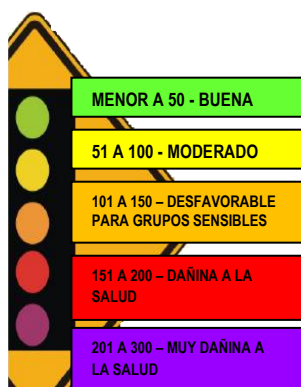 MENOR A 50 - BUENA
51 A 100 - MODERADO
101 A 150 – DESFAVORABLE
PARA GRUPOS SENSIBLES
151 A 200 – DAÑINA A LA
SALUD
201 A 300 – MUY DAÑINA A
LA SALUD